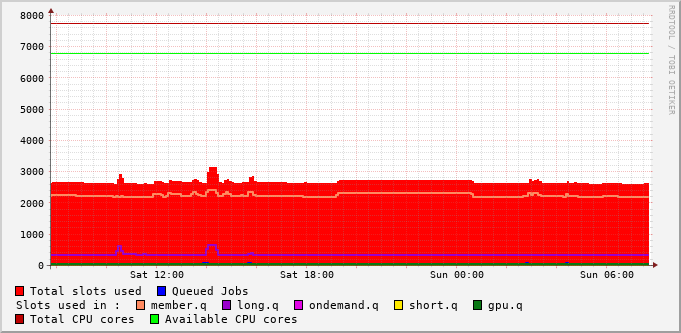 8000
7000
6000
5000
4000
3000
2000
1000
0
Sat 12:00 Sat 18:00 Sun 00:00 Sun 06:00
RRDTOOL / TOBI OETIKER
Total slots used Queued Jobs
Slots used in : member.q long.q ondemand.q short.q gpu.q
Total CPU cores Available CPU cores